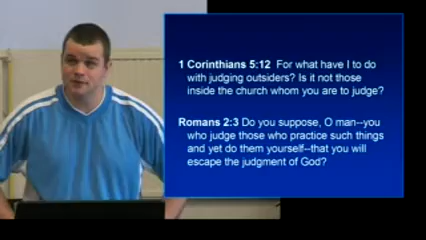 1 Corinthians 5:12 For what have I to do
with judging outsiders? Is it not those
inside the church whom you are to judge?
Romans 2:3 Do you suppose, O man--you
who judge those who practice such things
and yet do them yourself--that you will
escape the judgment of God?